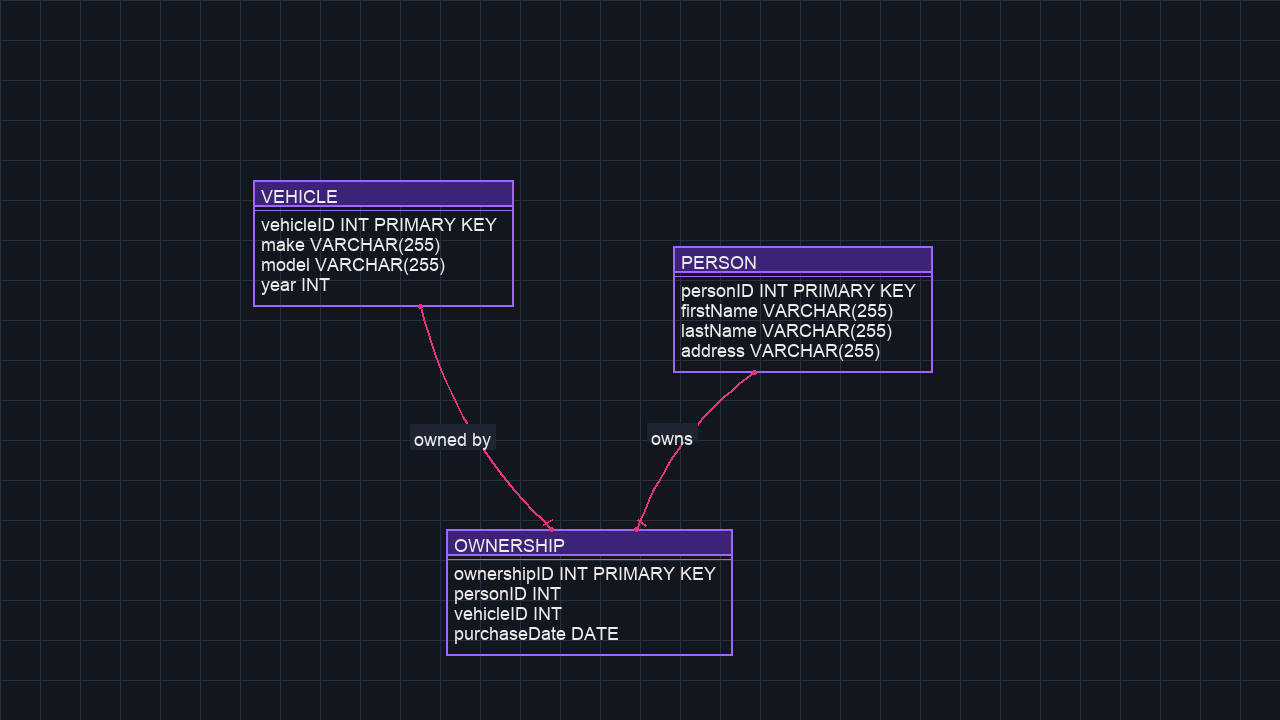 VEHICLE
vehicleID INT PRIMARY KEY
make VARCHAR(255)
model VARCHAR(255)
year INT
PERSON
personID INT PRIMARY KEY
firstName VARCHAR(255)
lastName VARCHAR(255)
address VARCHAR(255)
owned by
owns
OWNERSHIP
ownershipID INT PRIMARY KEY
personID INT
vehicleID INT
purchaseDate DATE